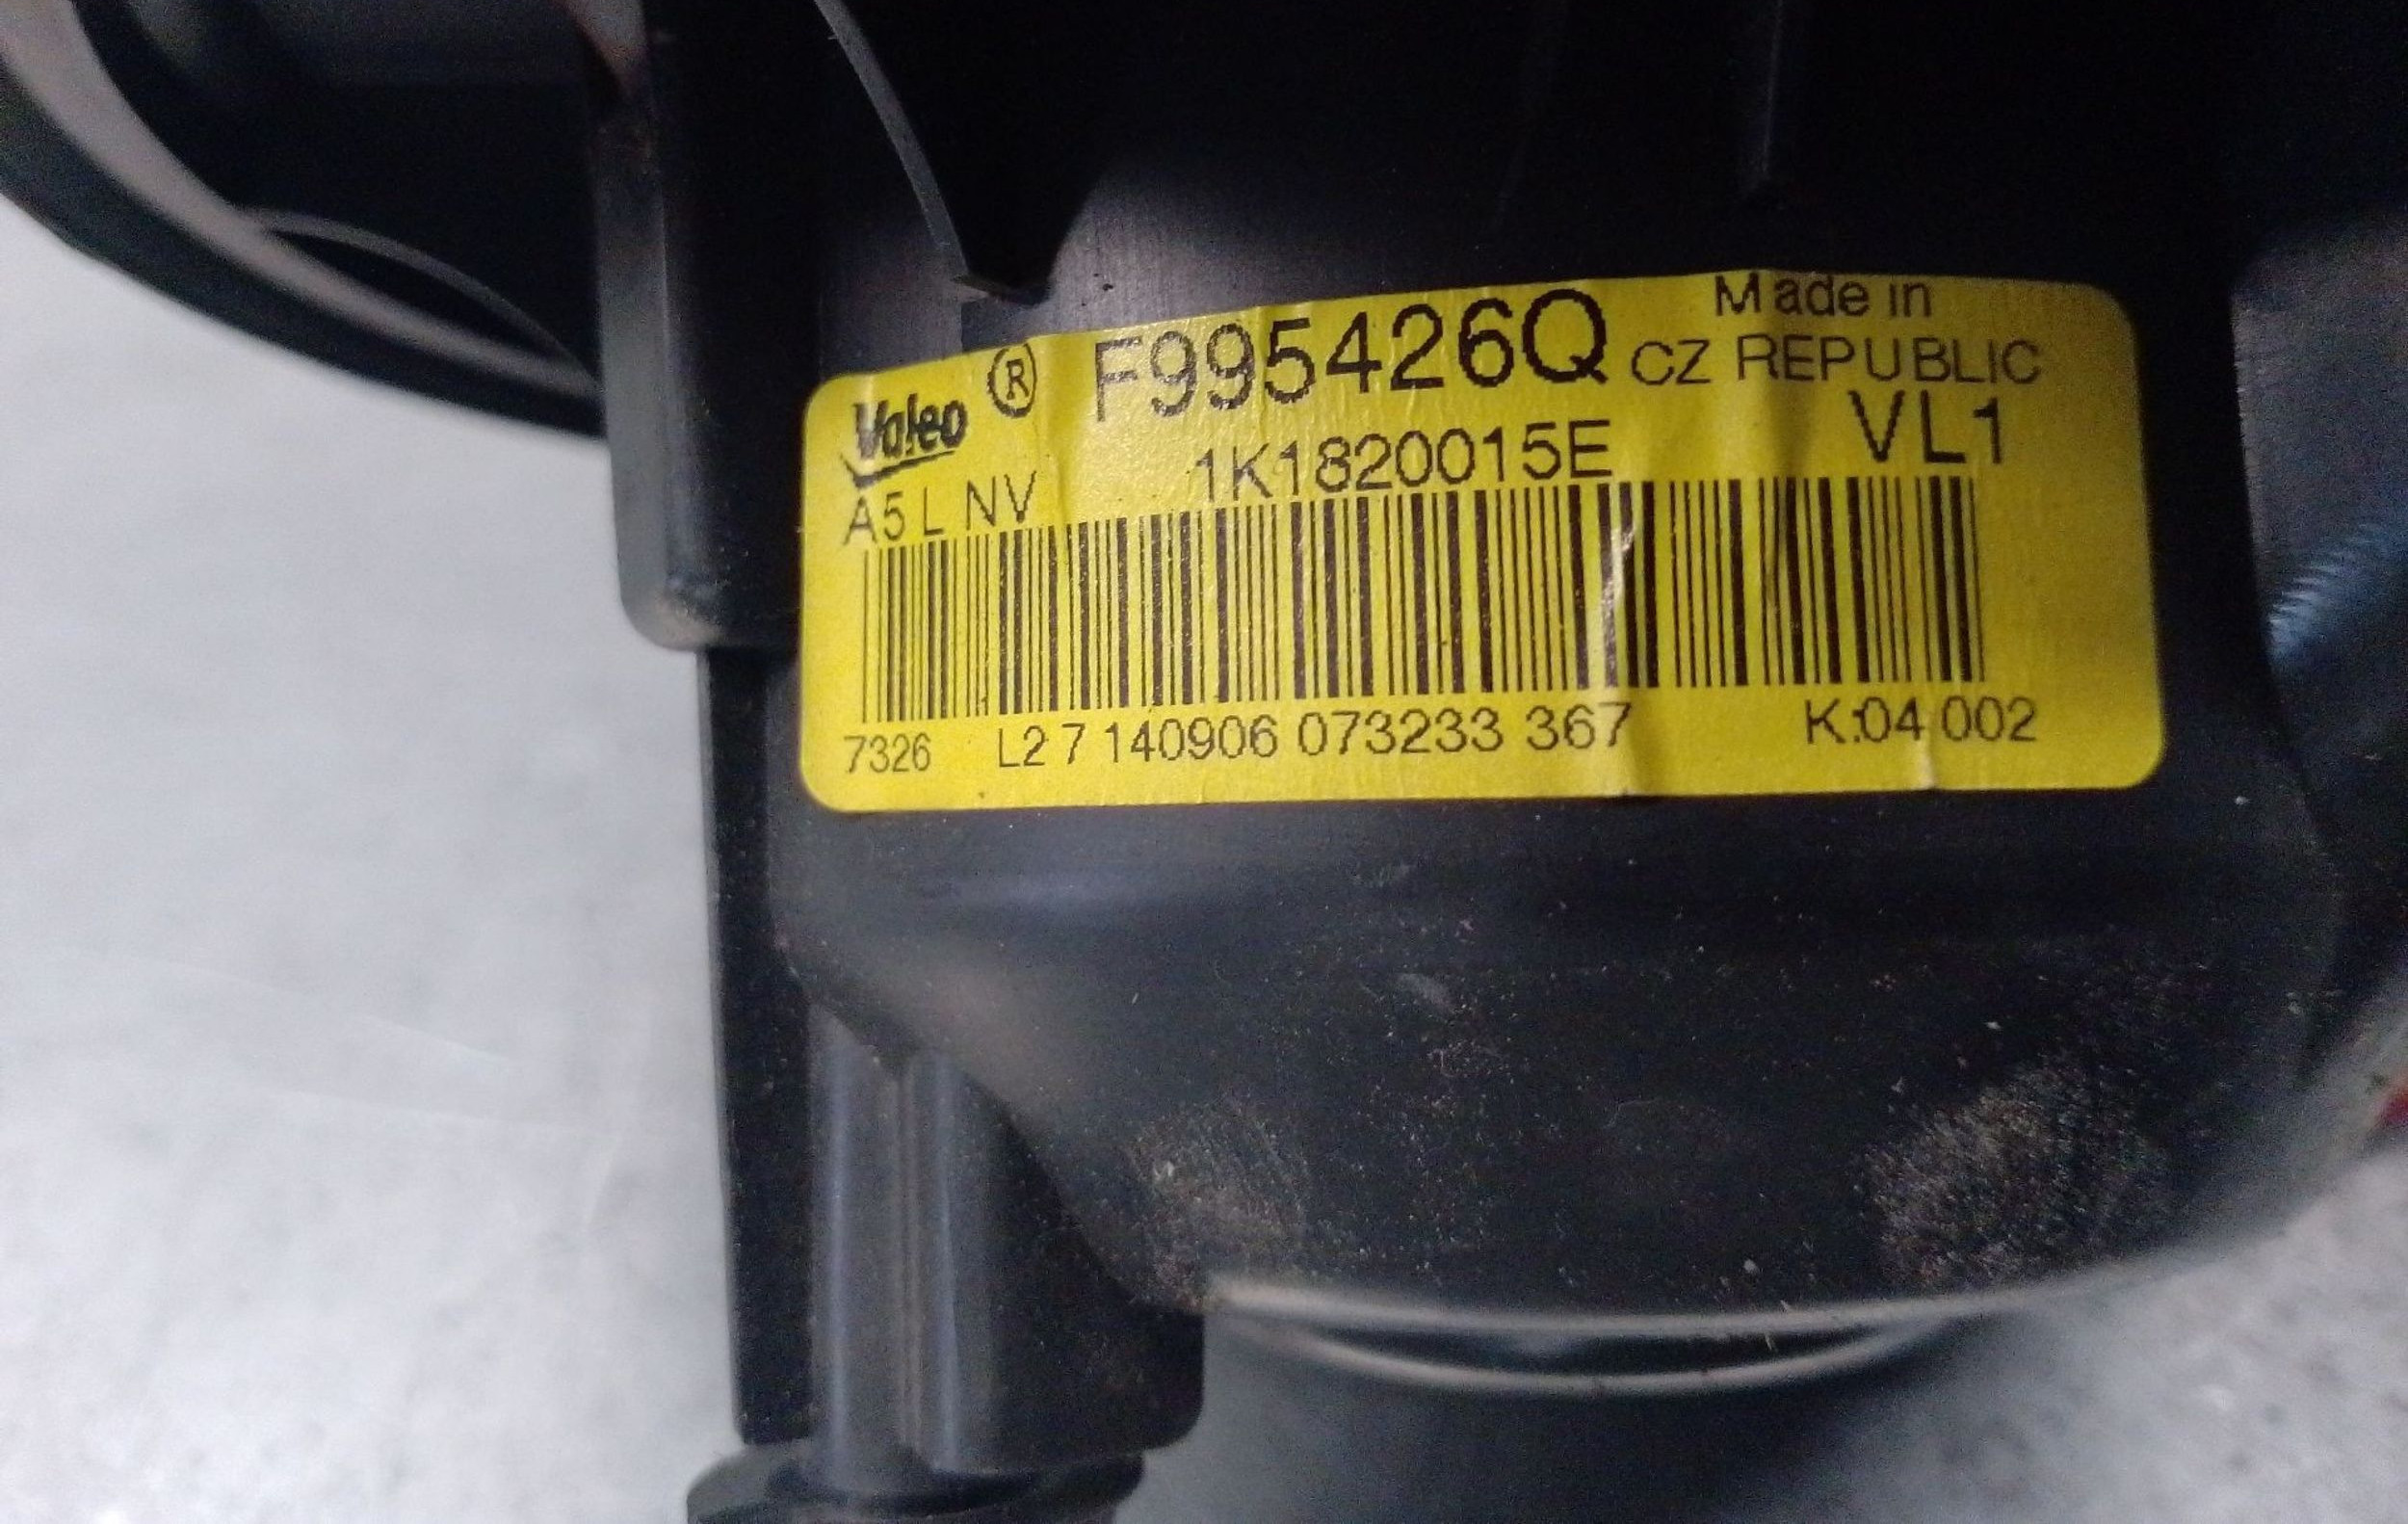 Valeo ® F995426Q Made in
CZ REPUBLIC
A5 L NV 1K1820015E VL1
7326 L2 7 140906 073233 367 K:04 002